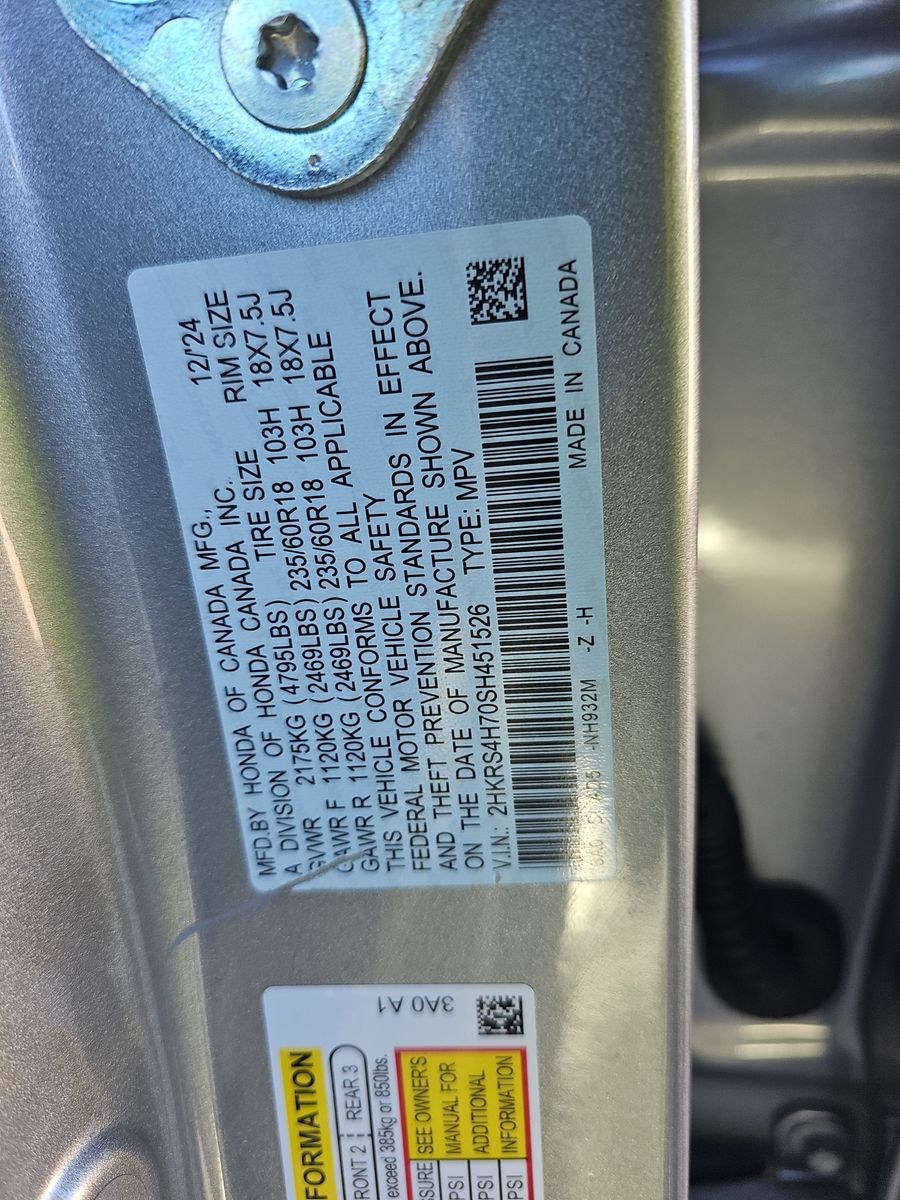 MFD.BY HONDA OF CANADA MFG., 12/'24
A DIVISION OF HONDA CANADA INC.
TIRE SIZE RIM SIZE
GVWR 2175KG (4795LBS)
GAWR F 1120KG (2469LBS) 235/60R18 103H 18X7.5J
GAWR R 1120KG (2469LBS) 235/60R18 103H 18X7.5J
THIS VEHICLE CONFORMS TO ALL APPLICABLE
FEDERAL MOTOR VEHICLE SAFETY
AND THEFT PREVENTION STANDARDS IN EFFECT
ON THE DATE OF MANUFACTURE SHOWN ABOVE.
V.I.N.: 2HKRS4H70SH451526 TYPE: MPV
NH932M -Z -H MADE IN CANADA
3A0 A1
FORMATION
RONT 2 REAR 3
exceed 385kg or 850lbs.
SURE SEE OWNER'S
PSI MANUAL FOR
PSI ADDITIONAL
PSI INFORMATION